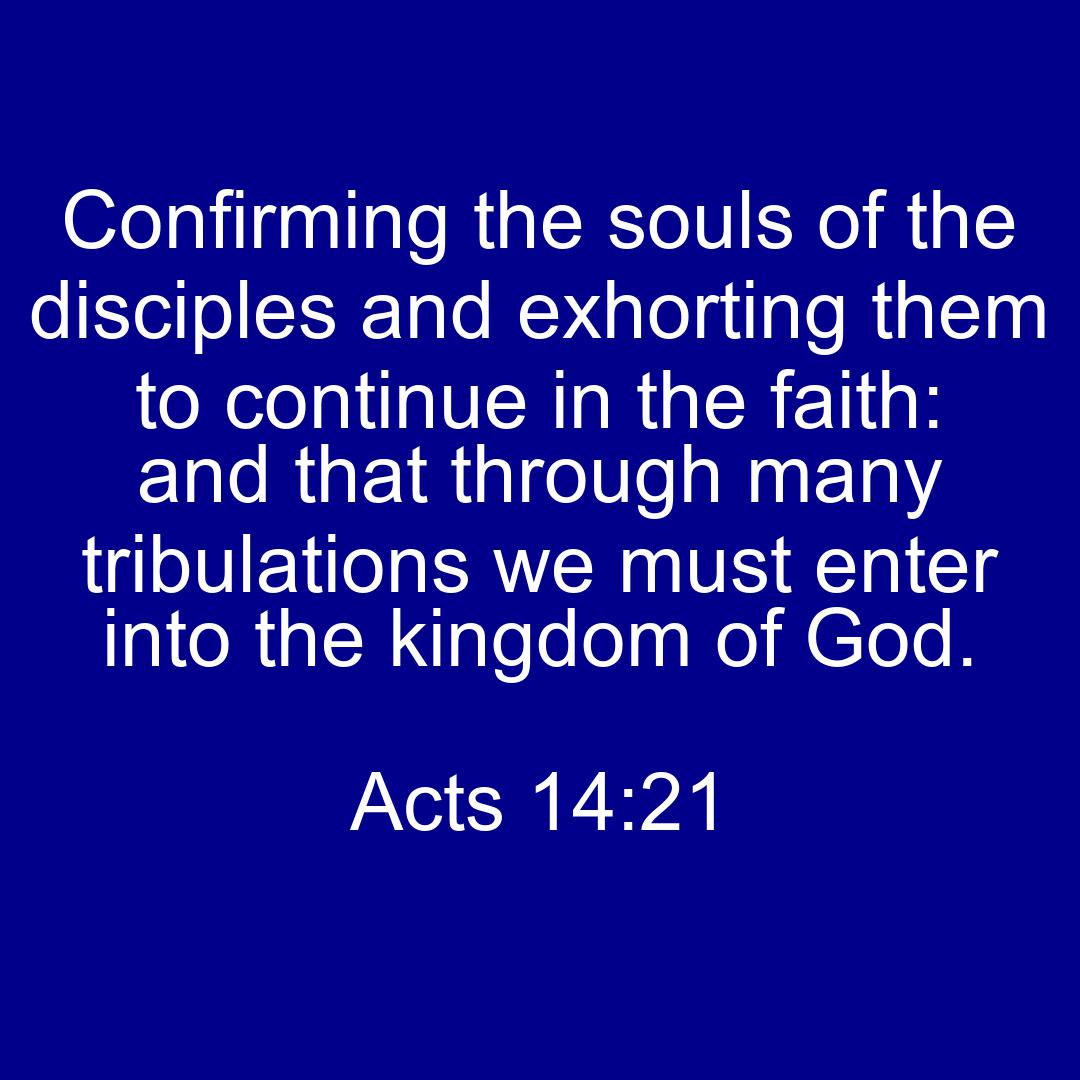 Confirming the souls of the
disciples and exhorting them
to continue in the faith:
and that through many
tribulations we must enter
into the kingdom of God.
Acts 14:21